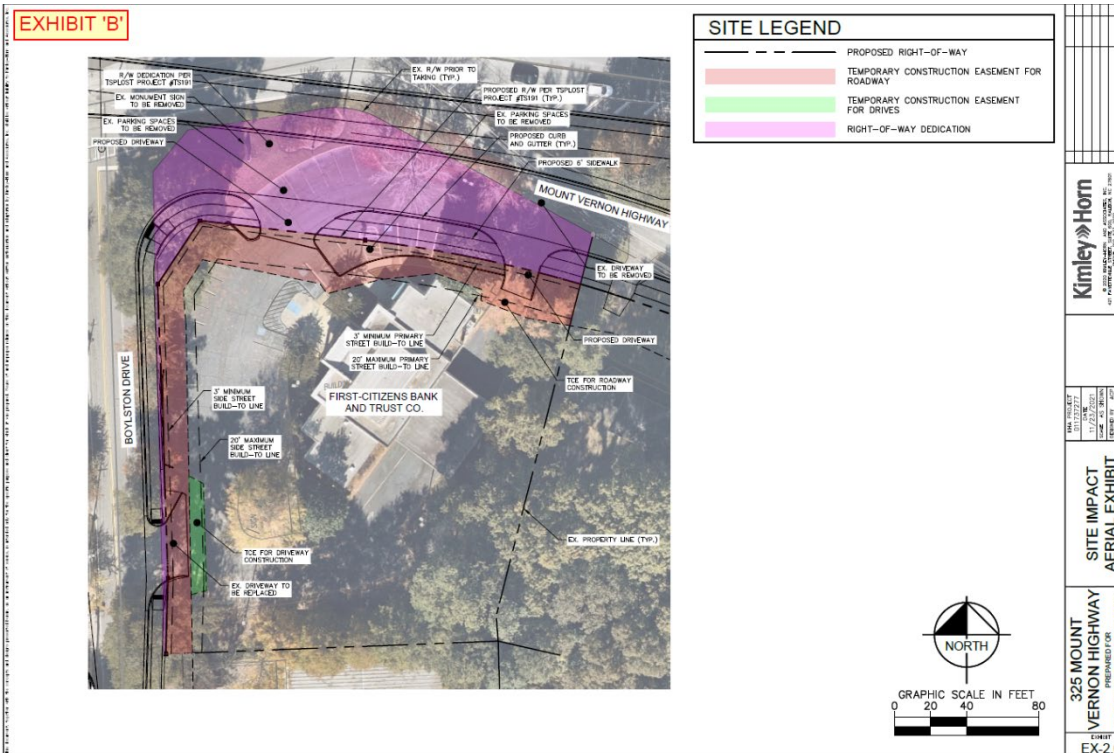 EXHIBIT 'B'
SITE LEGEND
PROPOSED RIGHT-OF-WAY
TEMPORARY CONSTRUCTION EASEMENT FOR
ROADWAY
TEMPORARY CONSTRUCTION EASEMENT
FOR DRIVES
RIGHT-OF-WAY DEDICATION
R/W DEDICATION PER
TSPLOST PROJECT #TS191
EX. MONUMENT SIGN
TO BE REMOVED
EX. PARKING SPACES
TO BE REMOVED
PROPOSED DRIVEWAY
EX. R/W PRIOR TO
TAKING (TYP.)
PROPOSED R/W PER TSPLOST
PROJECT #TS191 (TYP.)
EX. PARKING SPACES
TO BE REMOVED
PROPOSED CURB
AND GUTTER (TYP.)
PROPOSED 6' SIDEWALK
MOUNT VERNON HIGHWAY
EX. DRIVEWAY
TO BE REMOVED
PROPOSED DRIVEWAY
3' MINIMUM PRIMARY
STREET BUILD-TO LINE
20' MAXIMUM PRIMARY
STREET BUILD-TO LINE
TCE FOR ROADWAY
CONSTRUCTION
FIRST-CITIZENS BANK
AND TRUST CO.
BOYLSTON DRIVE
3' MINIMUM
SIDE STREET
BUILD-TO LINE
20' MAXIMUM
SIDE STREET
BUILD-TO LINE
TCE FOR DRIVEWAY
CONSTRUCTION
EX. DRIVEWAY TO
BE REPLACED
EX. PROPERTY LINE (TYP.)
NORTH
GRAPHIC SCALE IN FEET
0 20 40 80
Kimley»Horn
DATE
11/23/2021
SITE IMPACT
AERIAL EXHIBIT
325 MOUNT
VERNON HIGHWAY
PREPARED FOR
EXHIBIT
EX-2